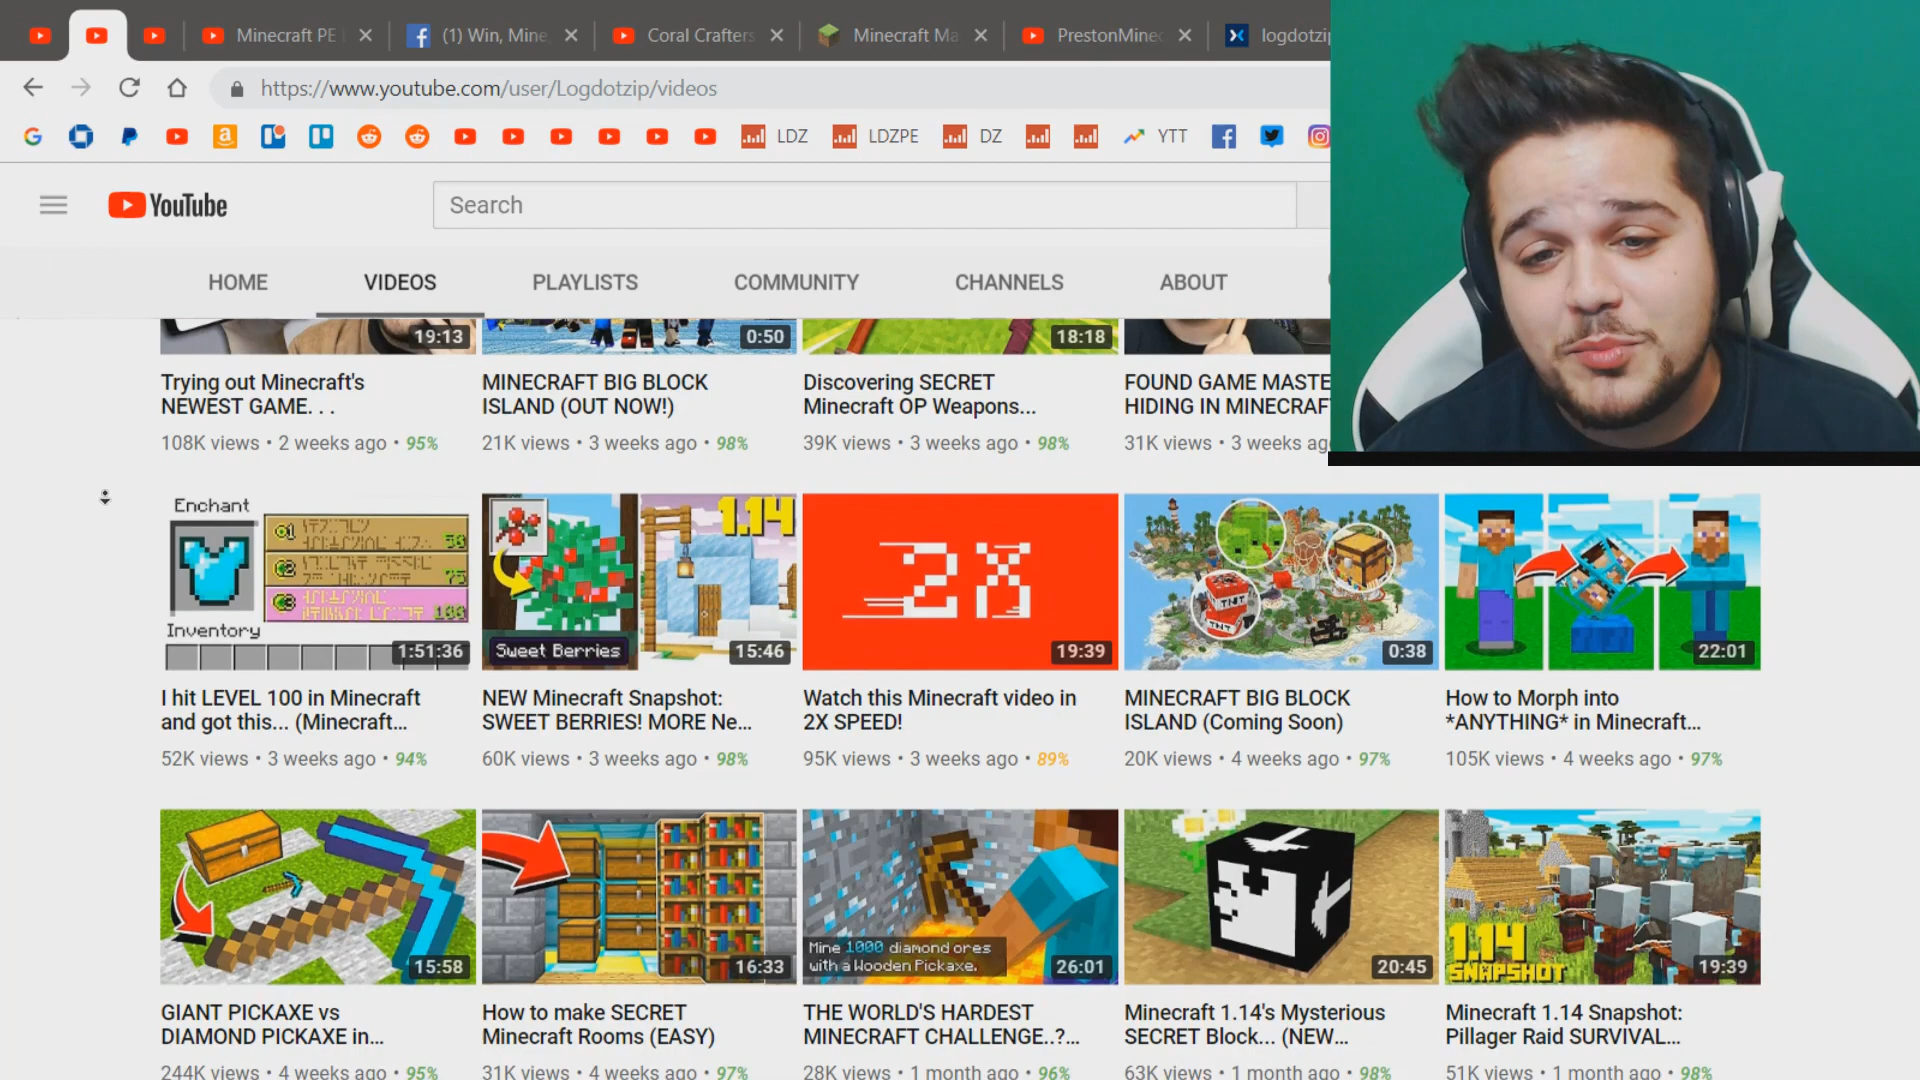 Minecraft PE
(1) Win, Mine
Coral Crafters
Minecraft Ma
PrestonMinec
logdotzip
https://www.youtube.com/user/Logdotzip/videos
LDZ
LDZPE
DZ
YTT
YouTube
Search
HOME
VIDEOS
PLAYLISTS
COMMUNITY
CHANNELS
ABOUT
19:13
0:50
18:18
Trying out Minecraft's
NEWEST GAME. . .
108K views • 2 weeks ago • 95%
MINECRAFT BIG BLOCK
ISLAND (OUT NOW!)
21K views • 3 weeks ago • 98%
Discovering SECRET
Minecraft OP Weapons...
39K views • 3 weeks ago • 98%
FOUND GAME MASTE
HIDING IN MINECRAF
31K views • 3 weeks ag
Enchant
1
50
2
75
3
100
Inventory
1:51:36
1.14
Sweet Berries
15:46
2X
19:39
TNT
TNT
0:38
22:01
I hit LEVEL 100 in Minecraft
and got this... (Minecraft...
52K views • 3 weeks ago • 94%
NEW Minecraft Snapshot:
SWEET BERRIES! MORE Ne...
60K views • 3 weeks ago • 98%
Watch this Minecraft video in
2X SPEED!
95K views • 3 weeks ago • 89%
MINECRAFT BIG BLOCK
ISLAND (Coming Soon)
20K views • 4 weeks ago • 97%
How to Morph into
*ANYTHING* in Minecraft...
105K views • 4 weeks ago • 97%
15:58
16:33
Mine 1000 diamond ores
with a Wooden Pickaxe.
26:01
20:45
1.14
SNAPSHOT
19:39
GIANT PICKAXE vs
DIAMOND PICKAXE in...
244K views • 4 weeks ago • 95%
How to make SECRET
Minecraft Rooms (EASY)
31K views • 4 weeks ago • 97%
THE WORLD'S HARDEST
MINECRAFT CHALLENGE..?...
28K views • 1 month ago • 96%
Minecraft 1.14's Mysterious
SECRET Block... (NEW...
63K views • 1 month ago • 98%
Minecraft 1.14 Snapshot:
Pillager Raid SURVIVAL...
51K views • 1 month ago • 98%